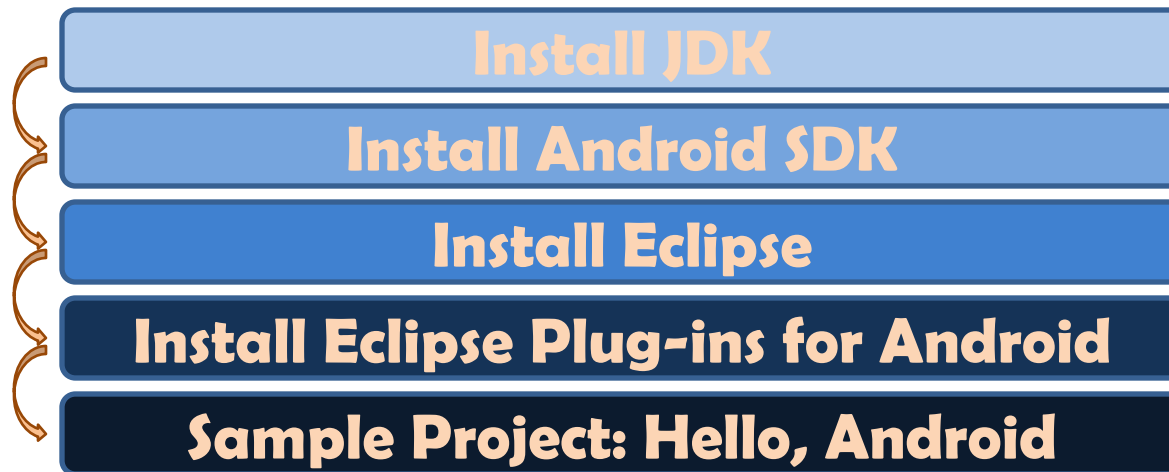 Install JDK
Install Android SDK
Install Eclipse
Install Eclipse Plug-ins for Android
Sample Project: Hello, Android